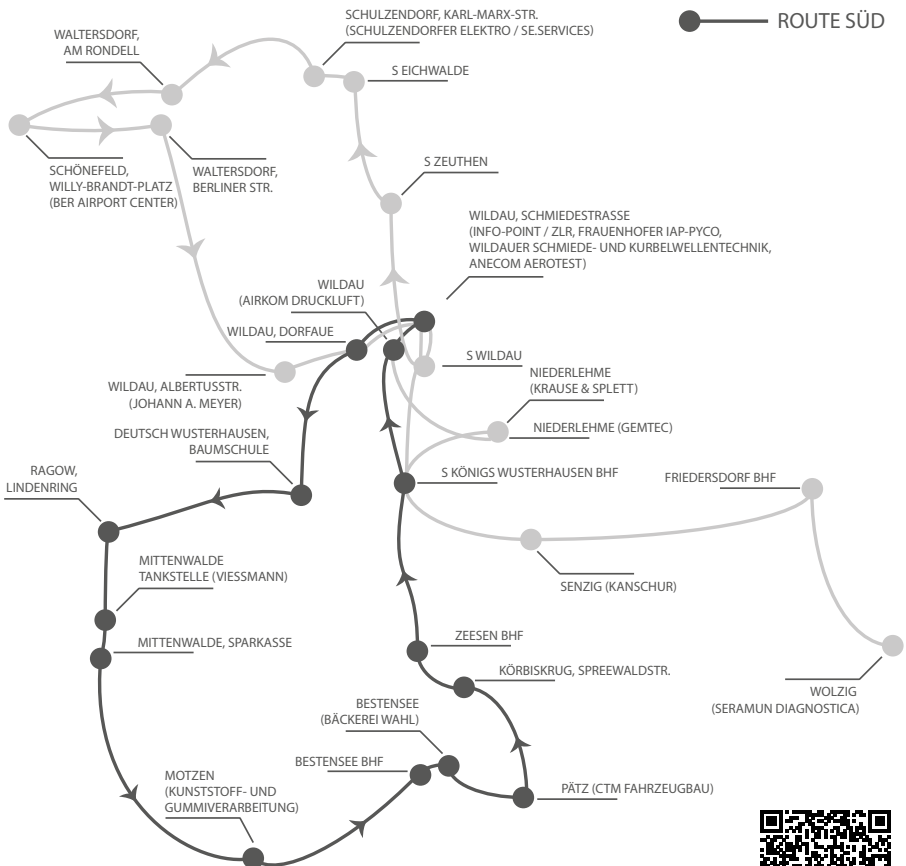 SCHULZENDORF, KARL-MARX-STR.
(SCHULZENDORFER ELEKTRO / SE.SERVICES)
ROUTE SÜD
WALTERSDORF,
AM RONDELL
S EICHWALDE
SCHÖNEFELD,
WILLY-BRANDT-PLATZ
(BER AIRPORT CENTER)
WALTERSDORF,
BERLINER STR.
S ZEUTHEN
WILDAU, SCHMIEDESTRASSE
(INFO-POINT / ZLR, FRAUENHOFER IAP-PYCO,
WILDAUER SCHMIEDE- UND KURBELWELLENTECHNIK,
ANECOM AEROTEST)
WILDAU
(AIRKOM DRUCKLUFT)
WILDAU, DORFAUE
S WILDAU
WILDAU, ALBERTUSSTR.
(JOHANN A. MEYER)
NIEDERLEHME
(KRAUSE & SPLETT)
NIEDERLEHME (GEMTEC)
DEUTSCH WUSTERHAUSEN,
BAUMSCHULE
RAGOW,
LINDENRING
S KÖNIGS WUSTERHAUSEN BHF
FRIEDERSDORF BHF
MITTENWALDE
TANKSTELLE (VIESSMANN)
SENZIG (KANSCHUR)
MITTENWALDE, SPARKASSE
ZEESEN BHF
KÖRBISKRUG, SPREEWALDSTR.
WOLZIG
(SERAMUN DIAGNOSTICA)
BESTENSEE
(BÄCKEREI WAHL)
BESTENSEE BHF
MOTZEN
(KUNSTSTOFF- UND
GUMMIVERARBEITUNG)
PÄTZ (CTM FAHRZEUGBAU)